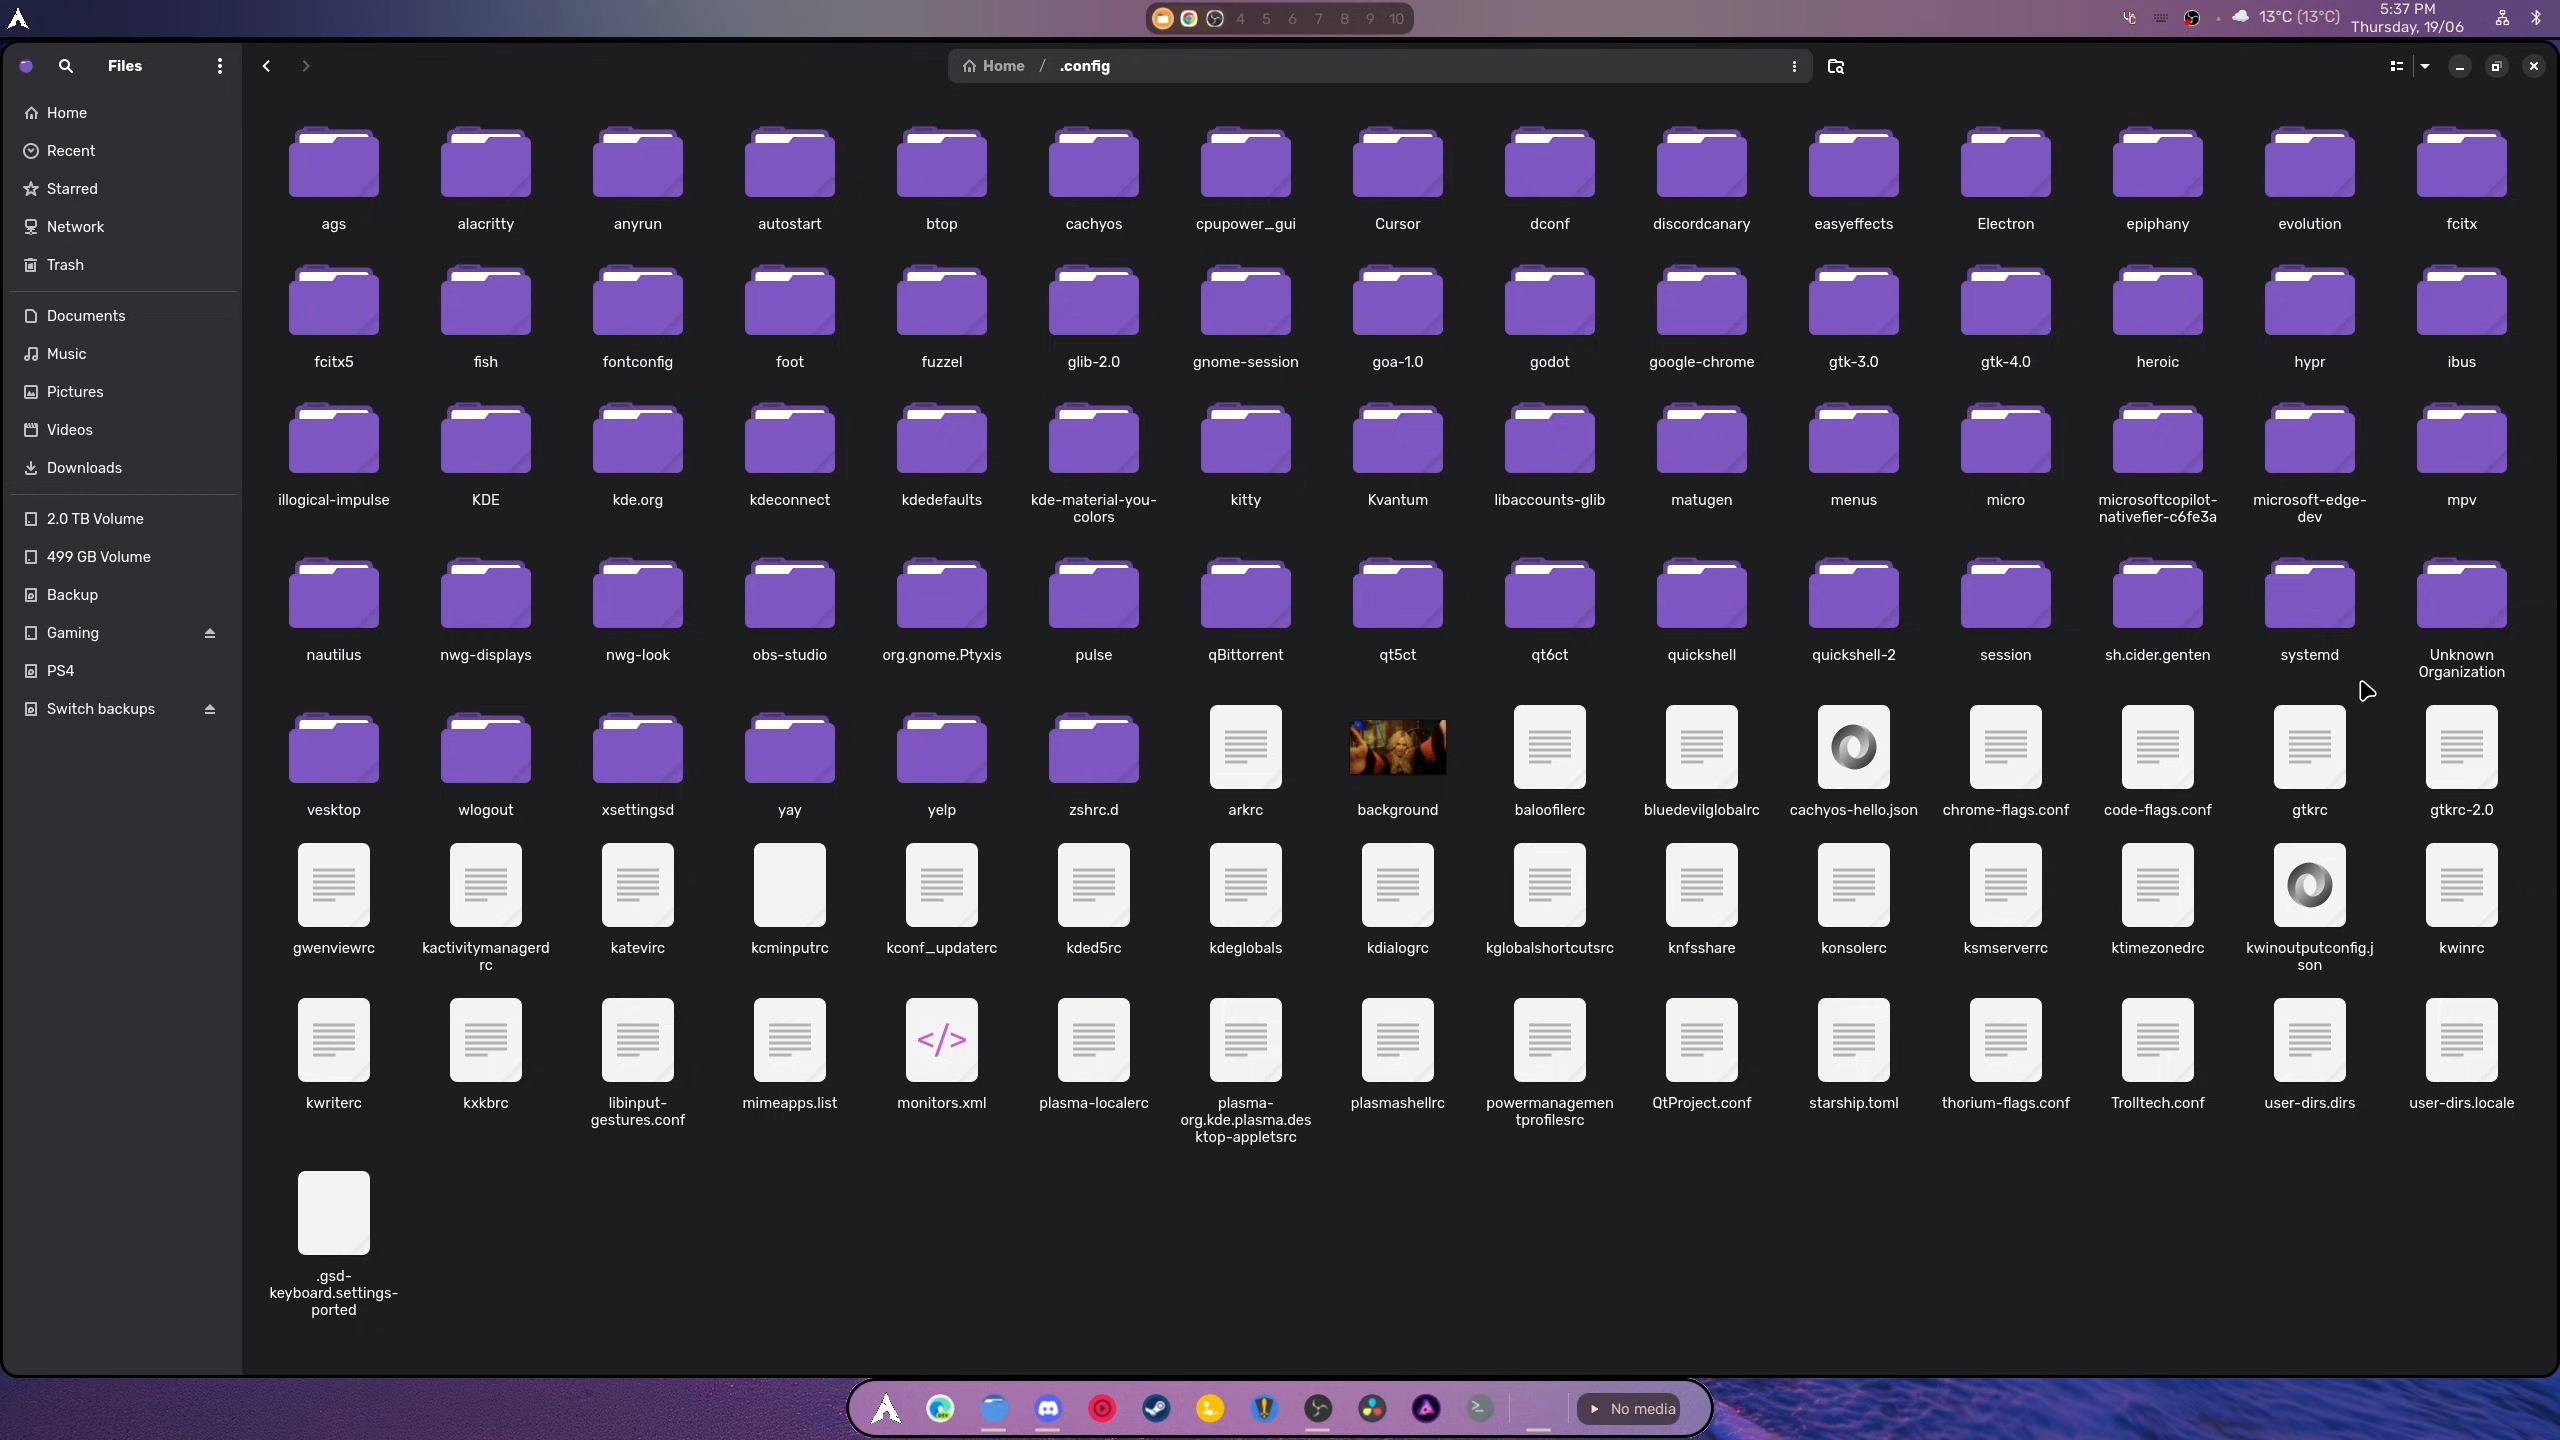 4 5 6 7 8 9 10
13°C (13°C)
5:37 PM
Thursday, 19/06
Files
Home / .config
Home
Recent
Starred
Network
Trash
Documents
Music
Pictures
Videos
Downloads
2.0 TB Volume
499 GB Volume
Backup
Gaming
PS4
Switch backups
ags
alacritty
anyrun
autostart
btop
cachyos
cpupower_gui
Cursor
dconf
discordcanary
easyeffects
Electron
epiphany
evolution
fcitx
fcitx5
fish
fontconfig
foot
fuzzel
glib-2.0
gnome-session
goa-1.0
godot
google-chrome
gtk-3.0
gtk-4.0
heroic
hypr
ibus
illogical-impulse
KDE
kde.org
kdeconnect
kdedefaults
kde-material-you-
colors
kitty
Kvantum
libaccounts-glib
matugen
menus
micro
microsoftcopilot-
nativefier-c6fe3a
microsoft-edge-
dev
mpv
nautilus
nwg-displays
nwg-look
obs-studio
org.gnome.Ptyxis
pulse
qBittorrent
qt5ct
qt6ct
quickshell
quickshell-2
session
sh.cider.genten
systemd
Unknown
Organization
vesktop
wlogout
xsettingsd
yay
yelp
zshrc.d
arkrc
background
baloofilerc
bluedevilglobalrc
cachyos-hello.json
chrome-flags.conf
code-flags.conf
gtkrc
gtkrc-2.0
gwenviewrc
kactivitymanagerd
rc
katevirc
kcminputrc
kconf_updaterc
kded5rc
kdeglobals
kdialogrc
kglobalshortcutsrc
knfsshare
konsolerc
ksmserverrc
ktimezonedrc
kwinoutputconfig.j
son
kwinrc
kwriterc
kxkbrc
libinput-
gestures.conf
mimeapps.list
monitors.xml
plasma-localerc
plasma-
org.kde.plasma.des
ktop-appletsrc
plasmashellrc
powermanagemen
tprofilesrc
QtProject.conf
starship.toml
thorium-flags.conf
Trolltech.conf
user-dirs.dirs
user-dirs.locale
.gsd-
keyboard.settings-
ported
No media